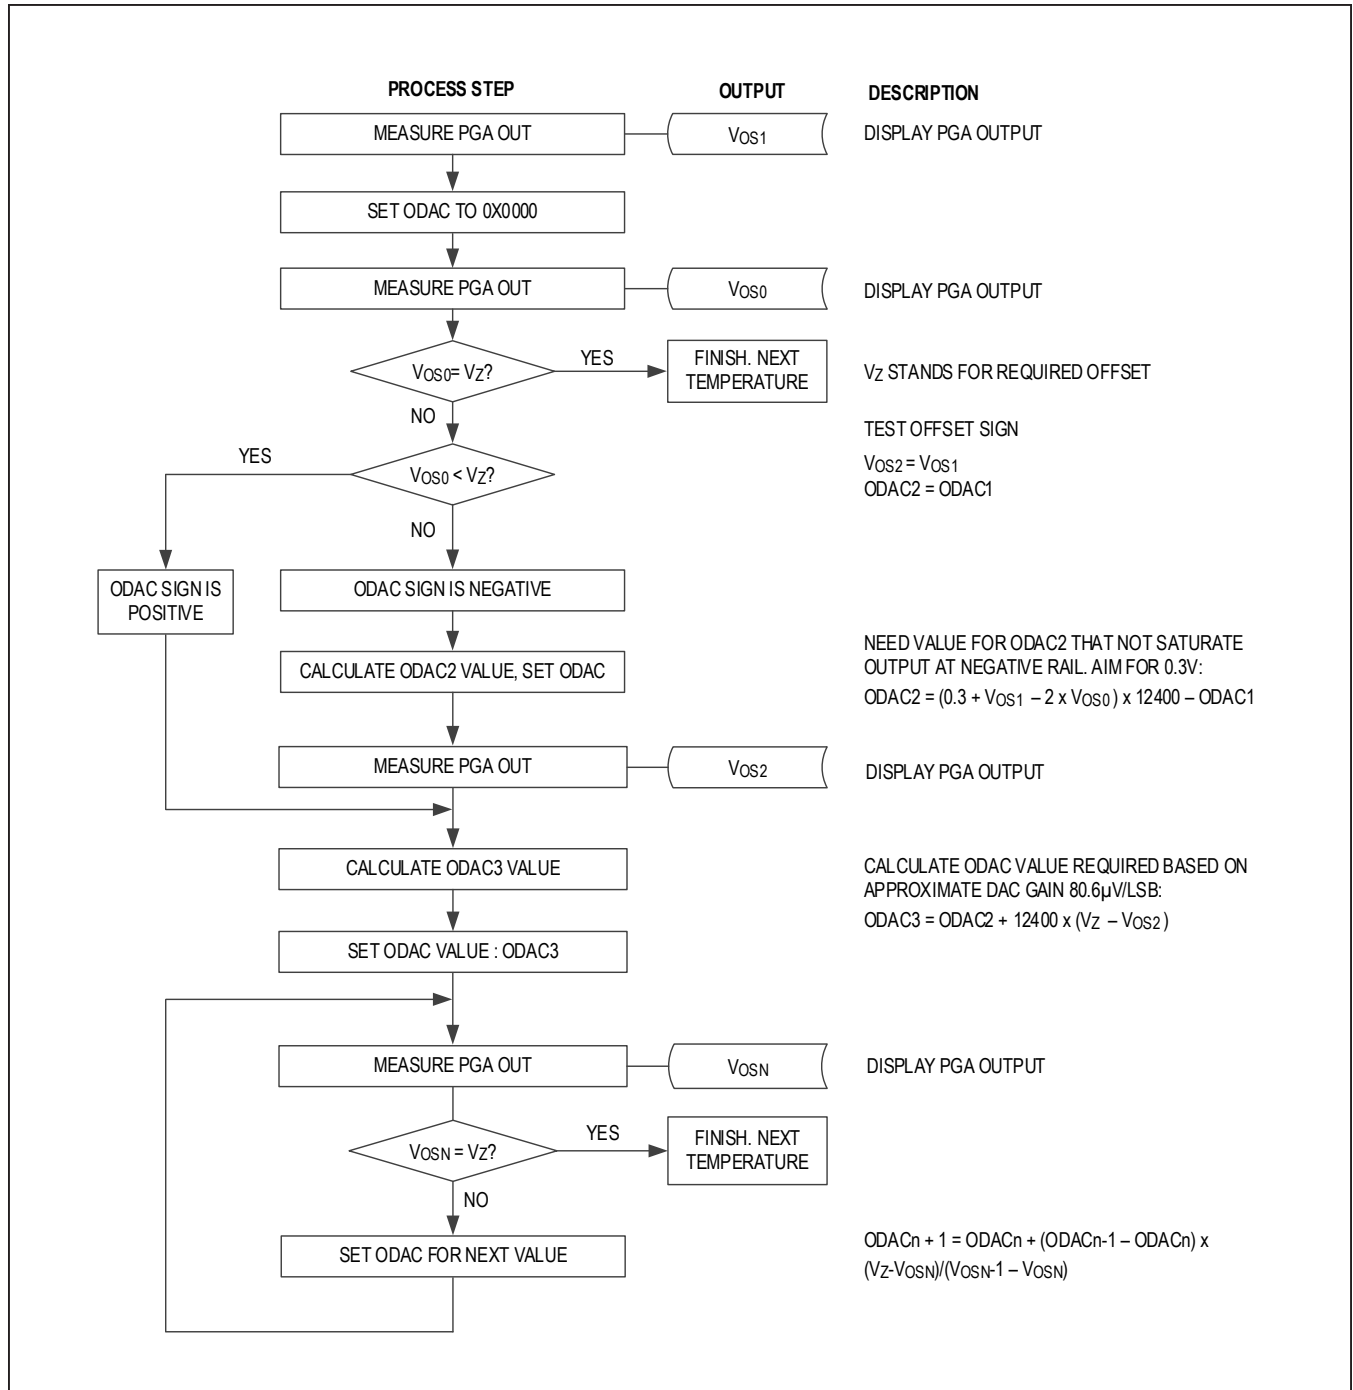 PROCESS STEP
OUTPUT
DESCRIPTION
MEASURE PGA OUT
VOS1
DISPLAY PGA OUTPUT
SET ODAC TO 0X0000
MEASURE PGA OUT
VOS0
DISPLAY PGA OUTPUT
VOS0= VZ?
YES
FINISH. NEXT
TEMPERATURE
VZ STANDS FOR REQUIRED OFFSET
NO
TEST OFFSET SIGN
YES
VOS0 < VZ?
VOS2 = VOS1
ODAC2 = ODAC1
NO
ODAC SIGN IS
POSITIVE
ODAC SIGN IS NEGATIVE
CALCULATE ODAC2 VALUE, SET ODAC
NEED VALUE FOR ODAC2 THAT NOT SATURATE
OUTPUT AT NEGATIVE RAIL. AIM FOR 0.3V:
ODAC2 = (0.3 + VOS1 – 2 x VOS0 ) x 12400 – ODAC1
MEASURE PGA OUT
VOS2
DISPLAY PGA OUTPUT
CALCULATE ODAC3 VALUE
CALCULATE ODAC VALUE REQUIRED BASED ON
APPROXIMATE DAC GAIN 80.6µV/LSB:
ODAC3 = ODAC2 + 12400 x (VZ – VOS2 )
SET ODAC VALUE : ODAC3
MEASURE PGA OUT
VOSN
DISPLAY PGA OUTPUT
VOSN = VZ?
YES
FINISH. NEXT
TEMPERATURE
NO
SET ODAC FOR NEXT VALUE
ODACn + 1 = ODACn + (ODACn-1 – ODACn) x
(VZ-VOSN)/(VOSN-1 – VOSN)